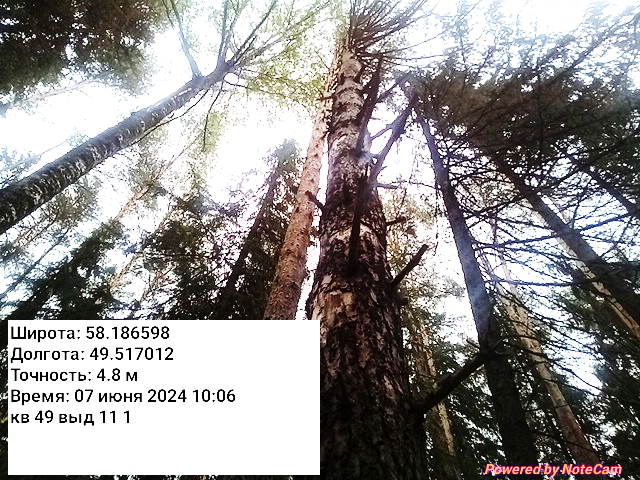 Широта: 58.186598
Долгота: 49.517012
Точность: 4.8 м
Время: 07 июня 2024 10:06
кв 49 выд 11 1
Powered by NoteCam